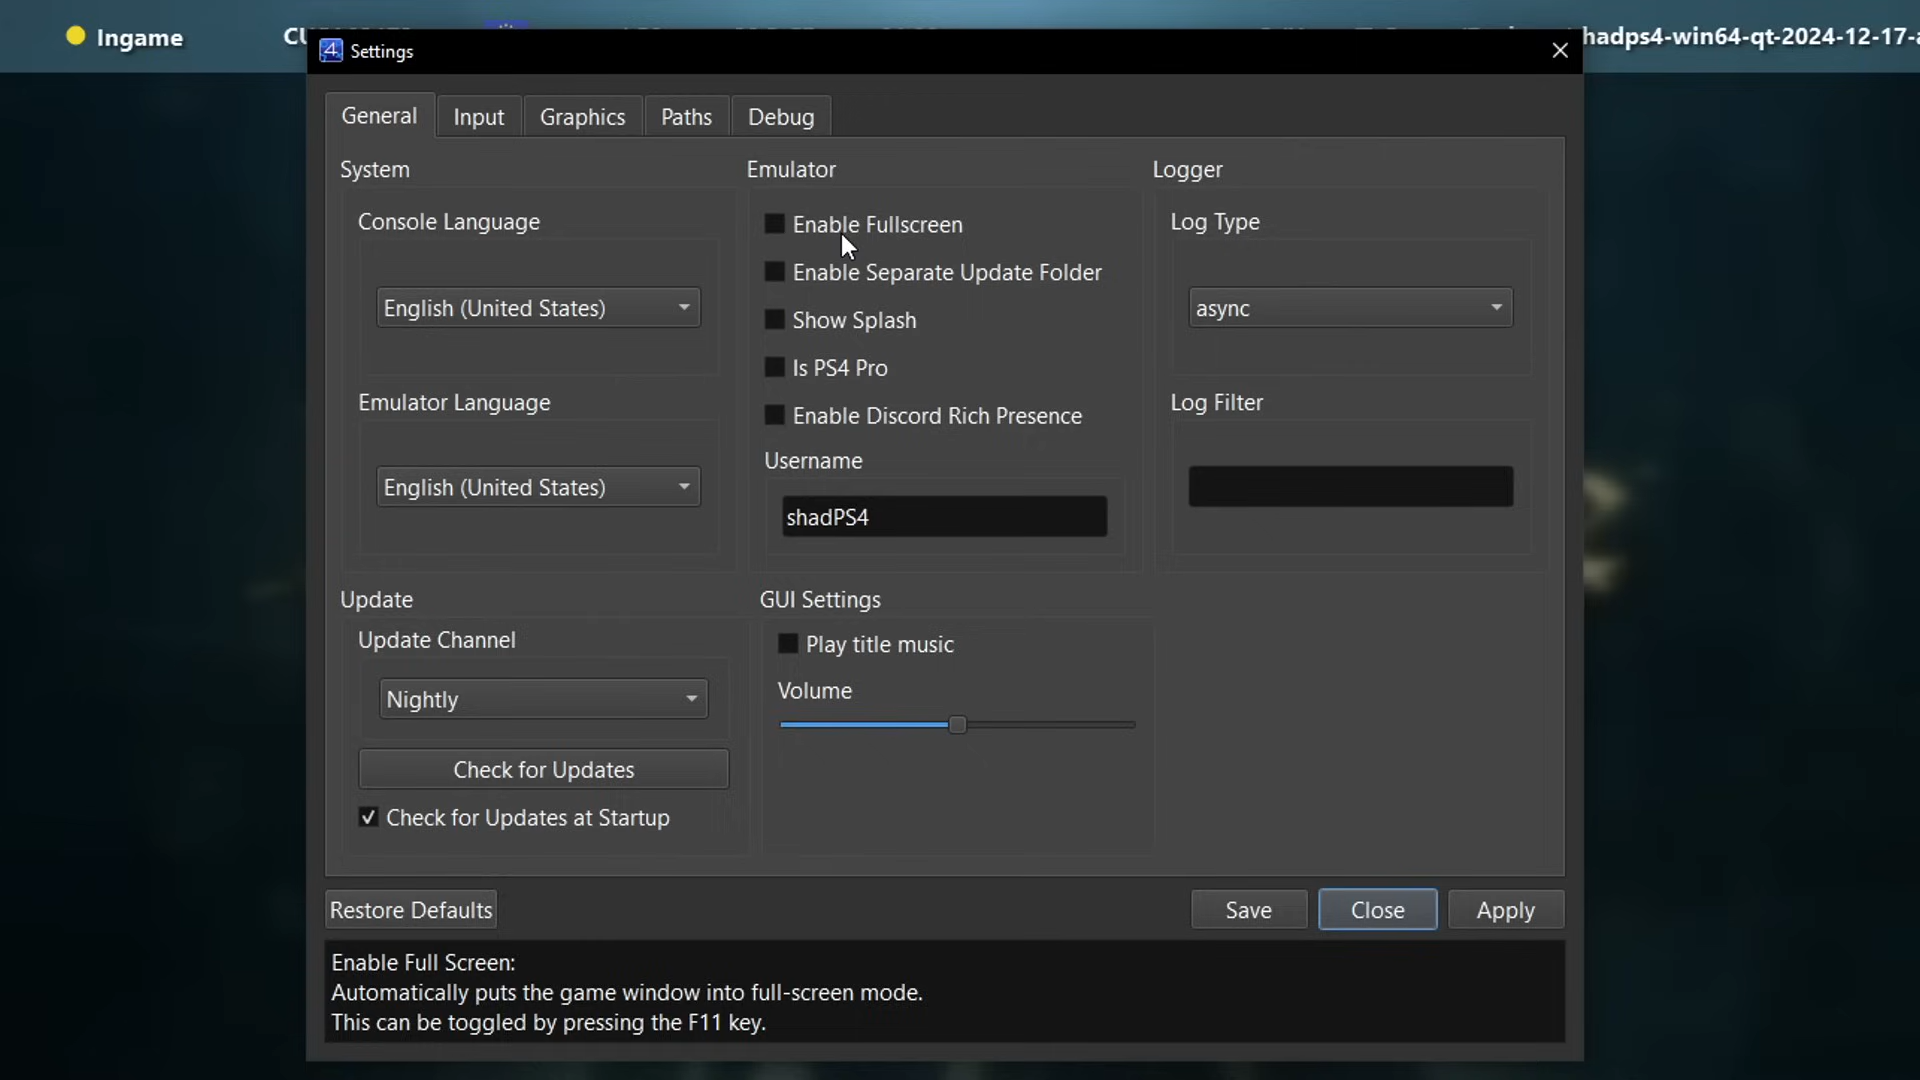 Ingame
hadps4-win64-qt-2024-12-17-
Settings
General
Input
Graphics
Paths
Debug
System
Console Language
English (United States)
Emulator Language
English (United States)
Emulator
Enable Fullscreen
Enable Separate Update Folder
Show Splash
Is PS4 Pro
Enable Discord Rich Presence
Username
shadPS4
Logger
Log Type
async
Log Filter
Update
Update Channel
Nightly
Check for Updates
Check for Updates at Startup
GUI Settings
Play title music
Volume
Restore Defaults
Save
Close
Apply
Enable Full Screen:
Automatically puts the game window into full-screen mode.
This can be toggled by pressing the F11 key.